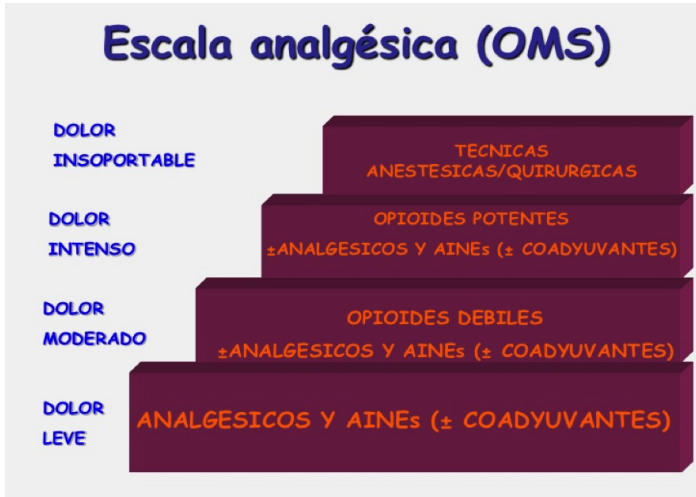 Escala analgésica (OMS)
DOLOR
INSOPORTABLE
TECNICAS
ANESTESICAS/QUIRURGICAS
DOLOR
INTENSO
OPIOIDES POTENTES
±ANALGESICOS Y AINEs (± COADYUVANTES)
DOLOR
MODERADO
OPIOIDES DEBILES
±ANALGESICOS Y AINEs (± COADYUVANTES)
DOLOR
LEVE
ANALGESICOS Y AINEs (± COADYUVANTES)